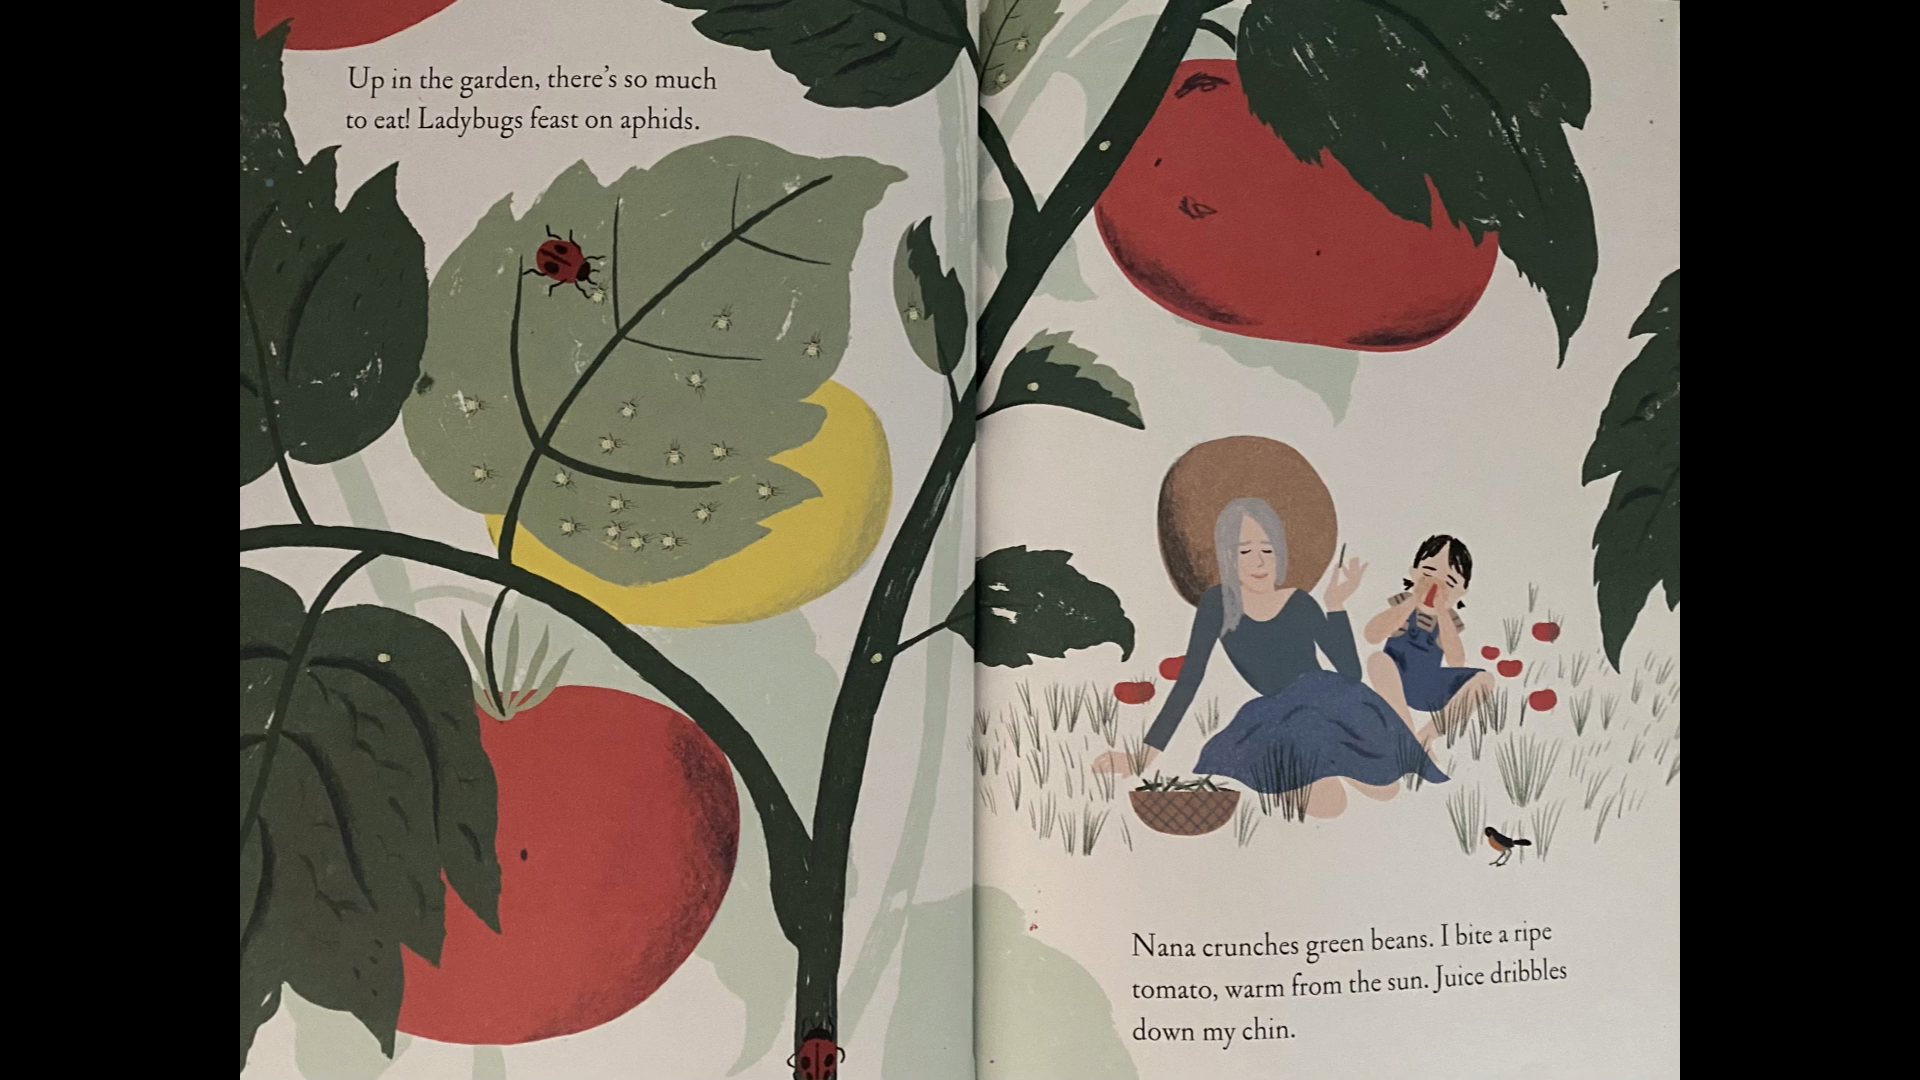 Up in the garden, there's so much
to eat! Ladybugs feast on aphids.
Nana crunches green beans. I bite a ripe
tomato, warm from the sun. Juice dribbles
down my chin.